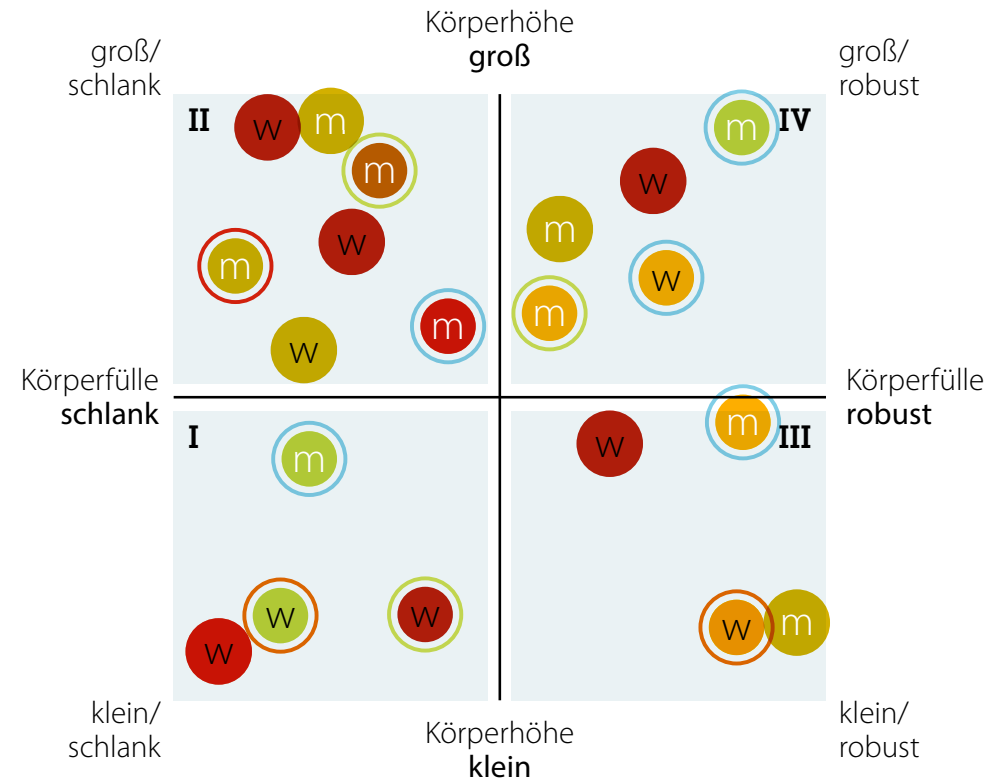 Körperhöhe
groß
groß/
schlank
groß/
robust
II
w
m
m
w
m
m
w
IV
m
w
m
w
m
Körperfülle
schlank
Körperfülle
robust
I
m
w
w
w
III
w
m
w
m
klein/
schlank
Körperhöhe
klein
klein/
robust